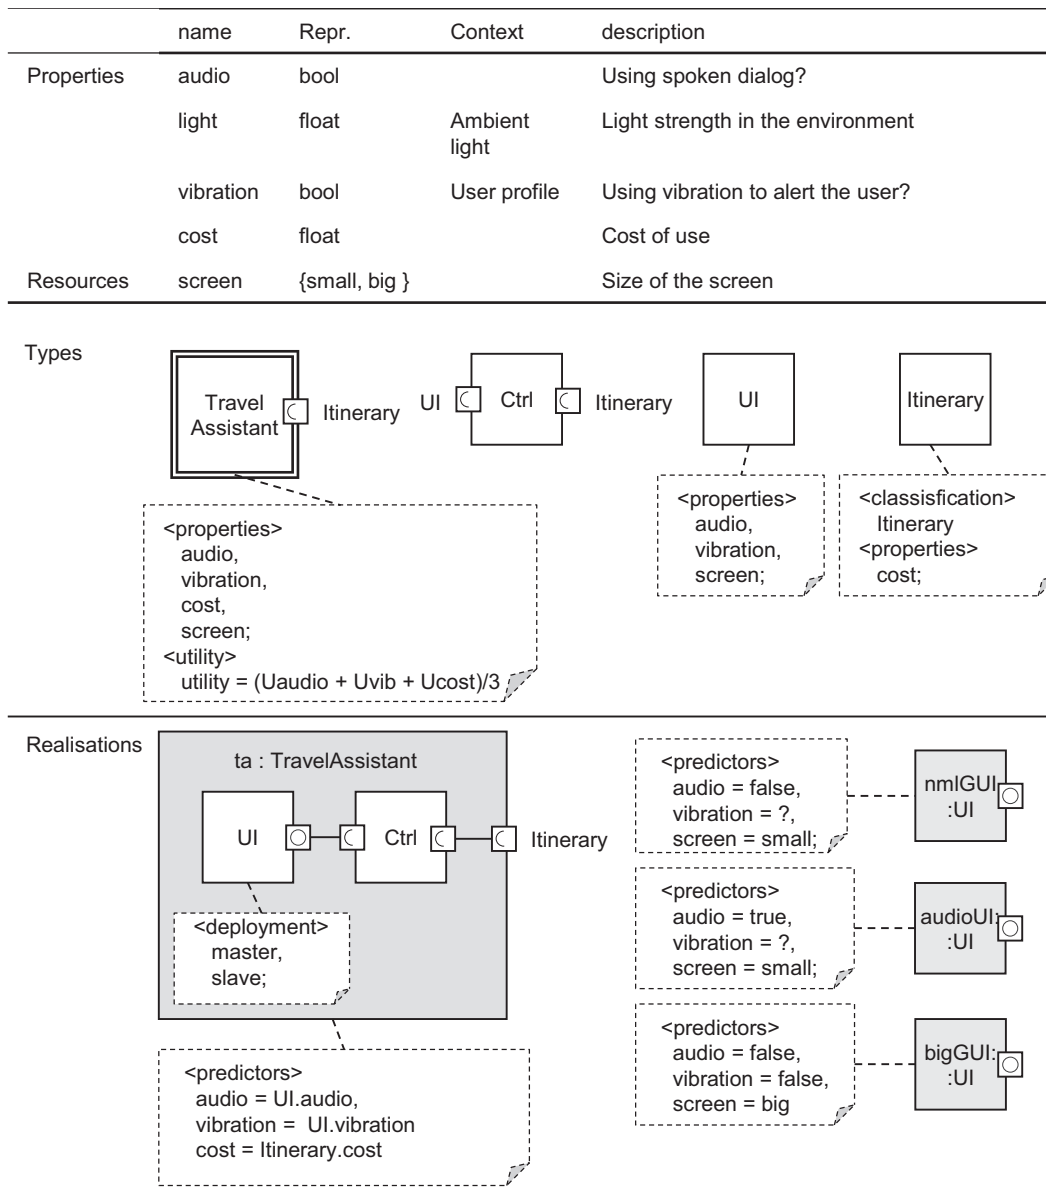 name Repr. Context description
Properties audio bool Using spoken dialog?
light float Ambient light Light strength in the environment
vibration bool User profile Using vibration to alert the user?
cost float Cost of use
Resources screen {small, big } Size of the screen
Types
Travel
Assistant
Itinerary
UI
Ctrl
Itinerary
UI
Itinerary
<properties>
audio,
vibration,
cost,
screen;
<utility>
utility = (Uaudio + Uvib + Ucost)/3
<properties>
audio,
vibration,
screen;
<classisfication>
Itinerary
<properties>
cost;
Realisations
ta : TravelAssistant
UI
Ctrl
Itinerary
<deployment>
master,
slave;
<predictors>
audio = UI.audio,
vibration = UI.vibration
cost = Itinerary.cost
<predictors>
audio = false,
vibration = ?,
screen = small;
nmlGUI
:UI
<predictors>
audio = true,
vibration = ?,
screen = small;
audioUI:
:UI
<predictors>
audio = false,
vibration = false,
screen = big
bigGUI:
:UI